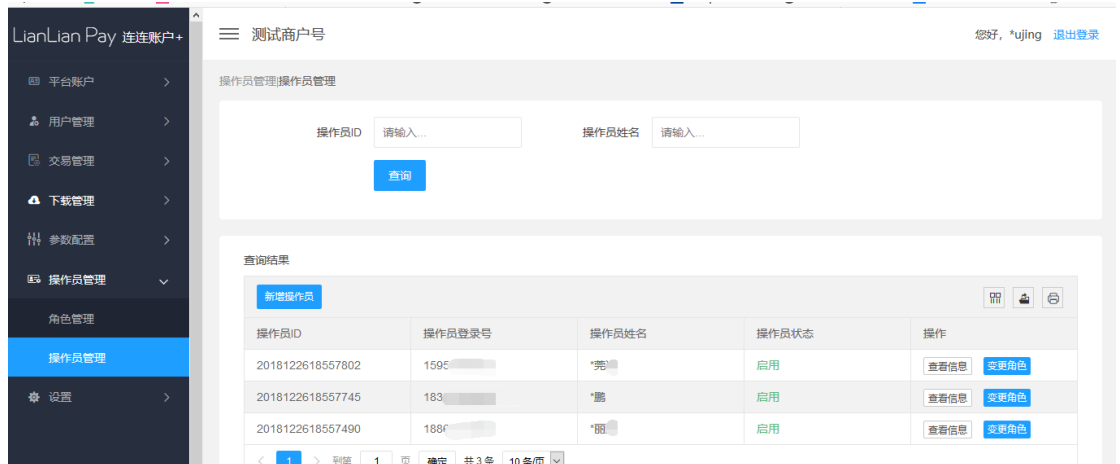 LianLian Pay 连连账户+
测试商户号
您好, *ujing 退出登录
平台账户
用户管理
交易管理
下载管理
参数配置
操作员管理
角色管理
操作员管理
设置
操作员管理|操作员管理
操作员ID 请输入... 操作员姓名 请输入...
查询
查询结果
新增操作员
操作员ID 操作员登录号 操作员姓名 操作员状态 操作
2018122618557802 1595 *莞 启用 查看信息 变更角色
2018122618557745 183 *鹏 启用 查看信息 变更角色
2018122618557490 1886 *丽 启用 查看信息 变更角色
1 到第 1 页 确定 共 3 条 10 条/页